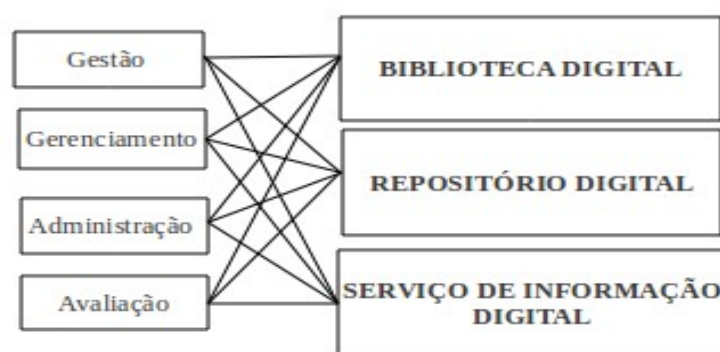 Gestão
Gerenciamento
Administração
Avaliação
BIBLIOTECA DIGITAL
REPOSITÓRIO DIGITAL
SERVIÇO DE INFORMAÇÃO
DIGITAL